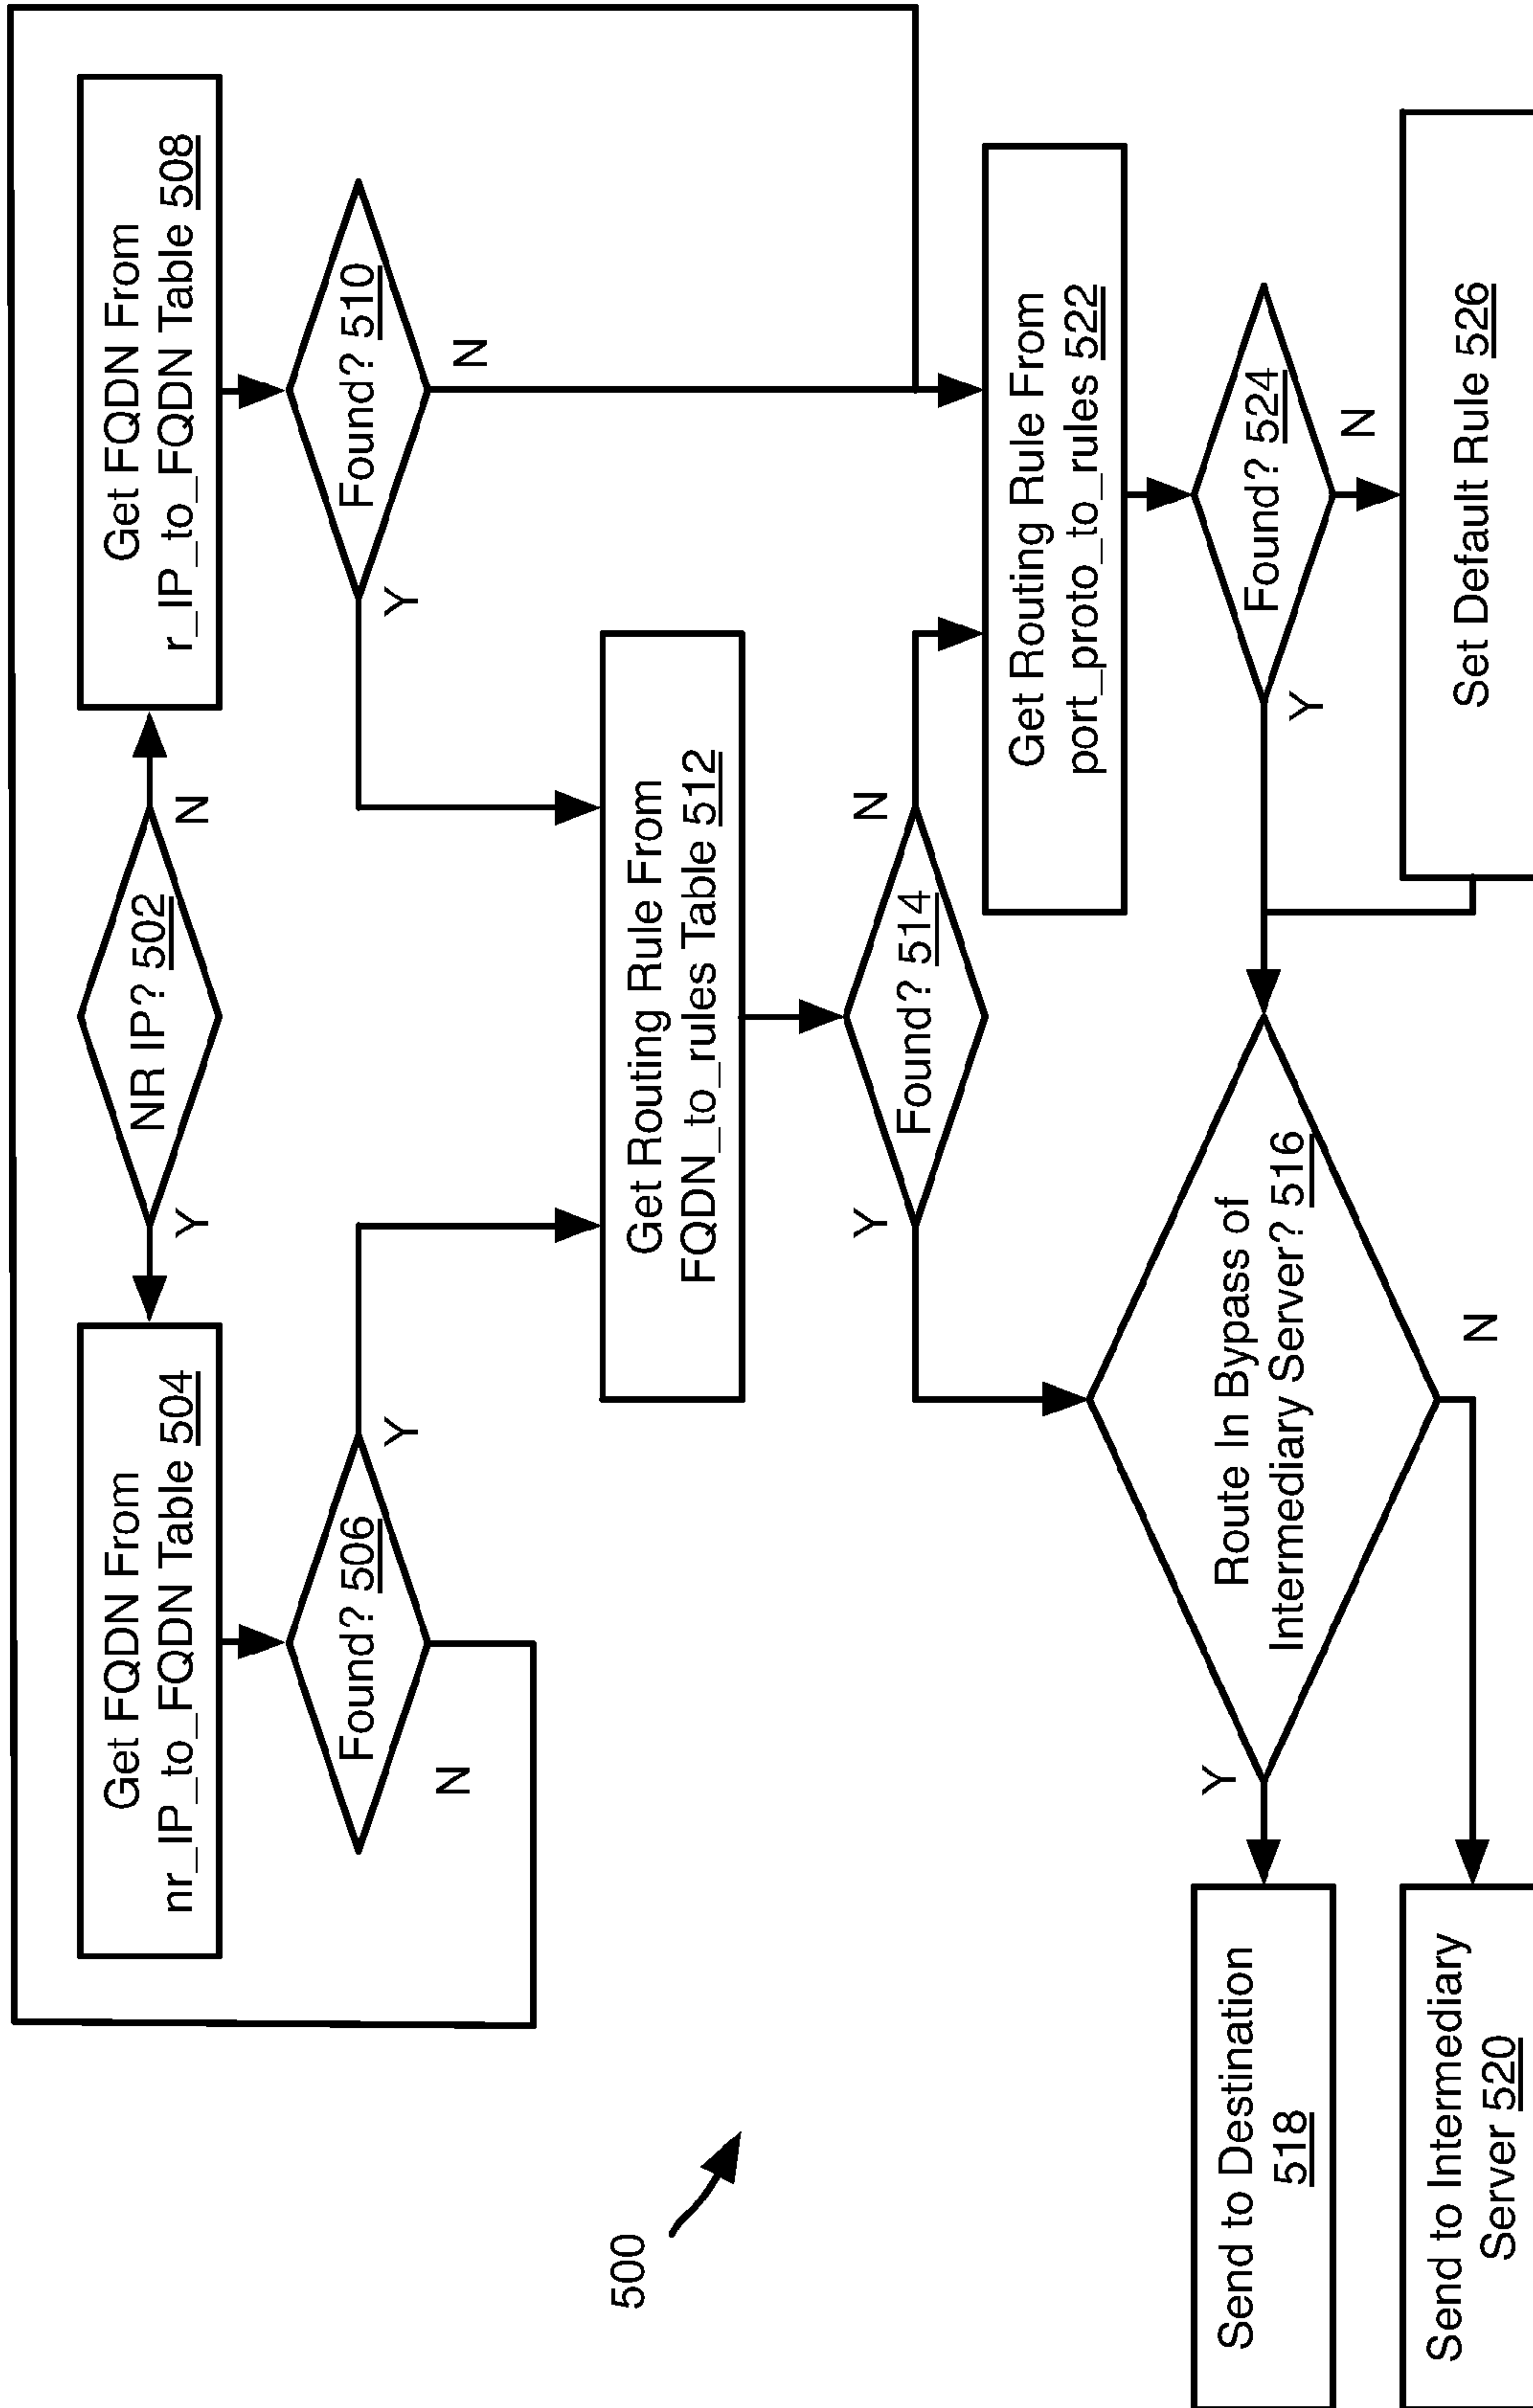 500
NR IP? 502
Y
N
Get FQDN From
nr_IP_to_FQDN Table 504
Get FQDN From
r_IP_to_FQDN Table 508
Found? 506
N
Y
Found? 510
Y
N
Get Routing Rule From
FQDN_to_rules Table 512
Found? 514
Y
N
Get Routing Rule From
port_proto_to_rules 522
Found? 524
Y
N
Route In Bypass of
Intermediary Server? 516
Y
N
Send to Destination
518
Send to Intermediary
Server 520
Set Default Rule 526